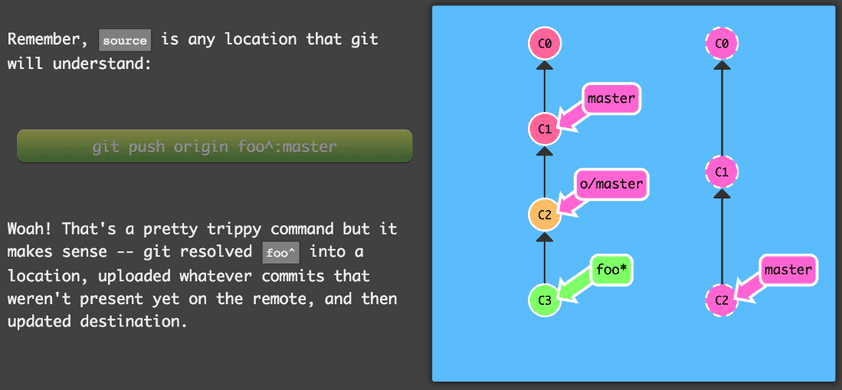 Remember, source is any location that git
will understand:
git push origin foo^:master
Woah! That's a pretty trippy command but it
makes sense -- git resolved foo^ into a
location, uploaded whatever commits that
weren't present yet on the remote, and then
updated destination.
C0
master
C1
o/master
C2
foo*
C3
C0
C1
master
C2